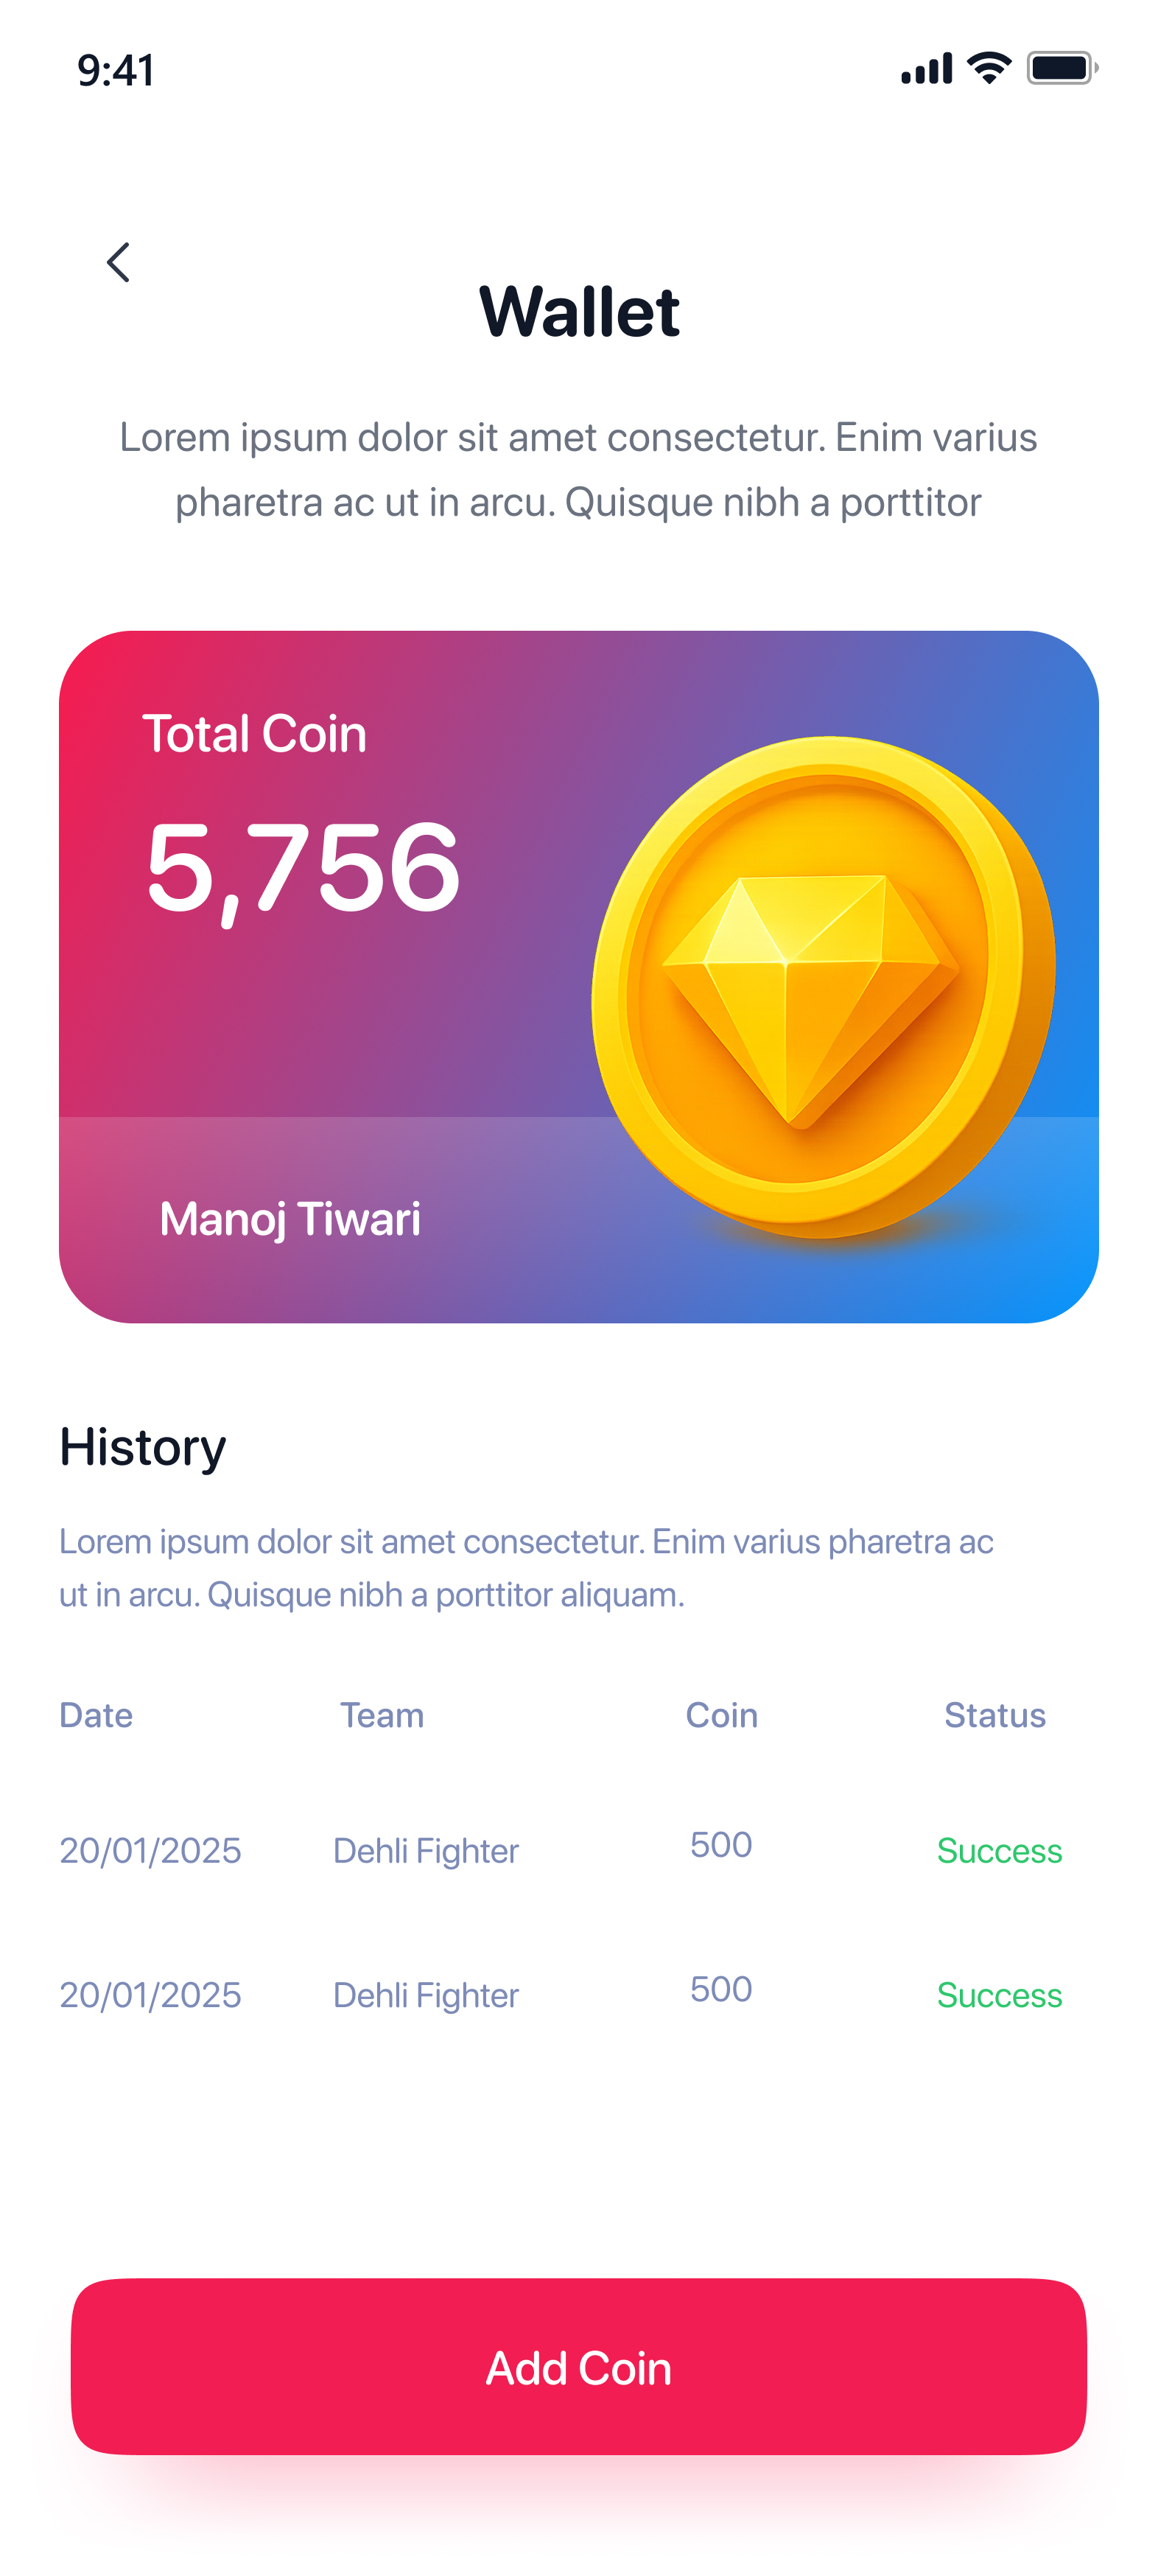 9:41
Wallet
Lorem ipsum dolor sit amet consectetur. Enim varius
pharetra ac ut in arcu. Quisque nibh a porttitor
Total Coin
5,756
Manoj Tiwari
History
Lorem ipsum dolor sit amet consectetur. Enim varius pharetra ac
ut in arcu. Quisque nibh a porttitor aliquam.
Date Team Coin Status
20/01/2025 Dehli Fighter 500 Success
20/01/2025 Dehli Fighter 500 Success
Add Coin